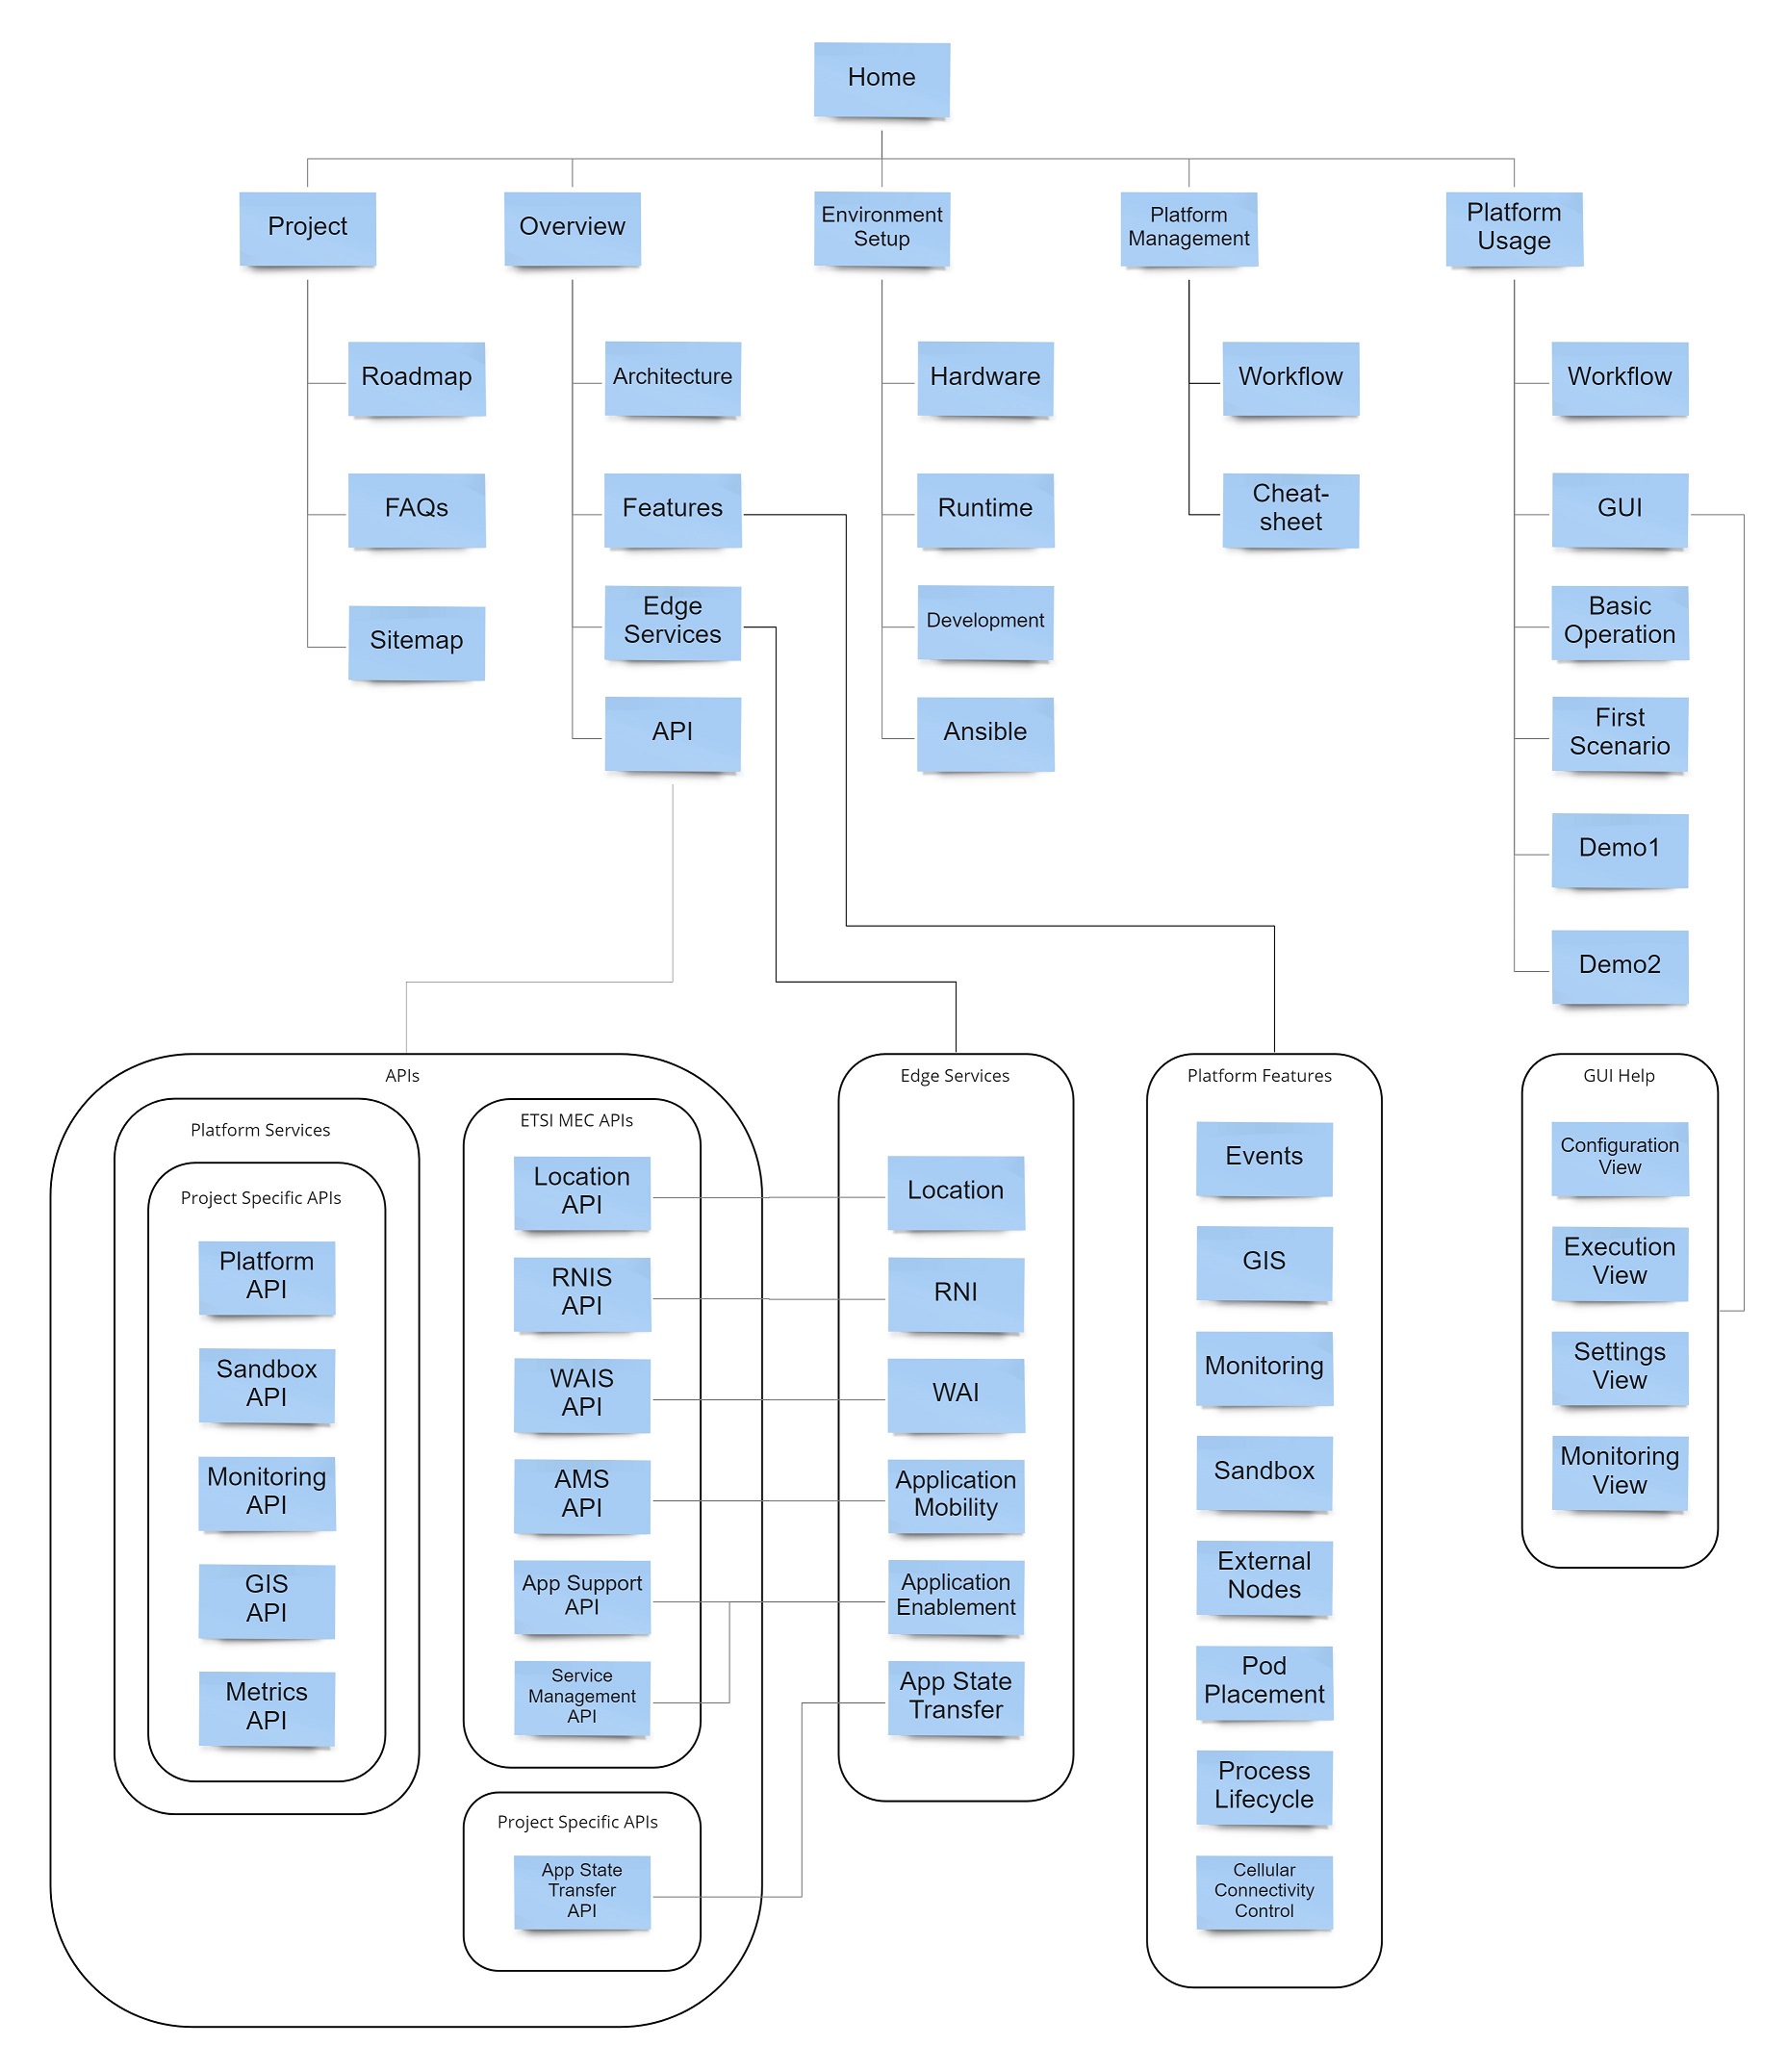 Home
Project
Overview
Environment
Setup
Platform
Management
Platform
Usage
Roadmap
FAQs
Sitemap
Architecture
Features
Edge
Services
API
Hardware
Runtime
Development
Ansible
Workflow
Cheat-
sheet
Workflow
GUI
Basic
Operation
First
Scenario
Demo1
Demo2
APIs
Platform Services
Project Specific APIs
Platform
API
Sandbox
API
Monitoring
API
GIS
API
Metrics
API
ETSI MEC APIs
Location
API
RNIS
API
WAIS
API
AMS
API
App Support
API
Service
Management
API
Project Specific APIs
App State
Transfer
API
Edge Services
Location
RNI
WAI
Application
Mobility
Application
Enablement
App State
Transfer
Platform Features
Events
GIS
Monitoring
Sandbox
External
Nodes
Pod
Placement
Process
Lifecycle
Cellular
Connectivity
Control
GUI Help
Configuration
View
Execution
View
Settings
View
Monitoring
View